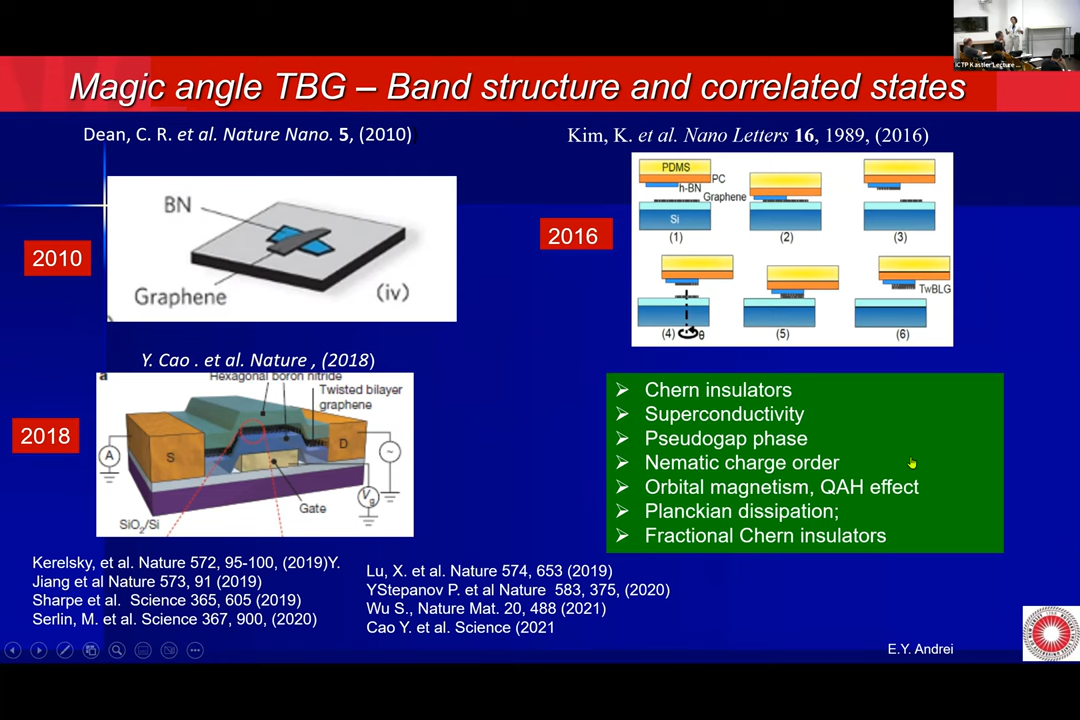 ICTP Kastler Lecture ...
Magic angle TBG – Band structure and correlated states
Dean, C. R. et al. Nature Nano. 5, (2010)
Kim, K. et al. Nano Letters 16, 1989, (2016)
2010
BN
Graphene
(iv)
2016
PDMS
PC
h-BN
Graphene
Si
(1)
(2)
(3)
TwBLG
(4)
θ
(5)
(6)
Y. Cao . et al. Nature , (2018)
2018
a
Hexagonal boron nitride
Twisted bilayer
graphene
A
S
D
~
Vg
Gate
SiO2/Si
➢ Chern insulators
➢ Superconductivity
➢ Pseudogap phase
➢ Nematic charge order
➢ Orbital magnetism, QAH effect
➢ Planckian dissipation;
➢ Fractional Chern insulators
Kerelsky, et al. Nature 572, 95-100, (2019)Y.
Jiang et al Nature 573, 91 (2019)
Sharpe et al. Science 365, 605 (2019)
Serlin, M. et al. Science 367, 900, (2020)
Lu, X. et al. Nature 574, 653 (2019)
YStepanov P. et al Nature 583, 375, (2020)
Wu S., Nature Mat. 20, 488 (2021)
Cao Y. et al. Science (2021
E.Y. Andrei